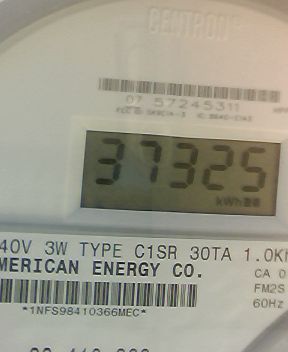 CENTRON
07 57245311
37325
kWh
40V 3W TYPE C1SR 30TA 1.0K
MERICAN ENERGY CO.
CA 0
FM2S
*1NFS98410366MEC*
60Hz